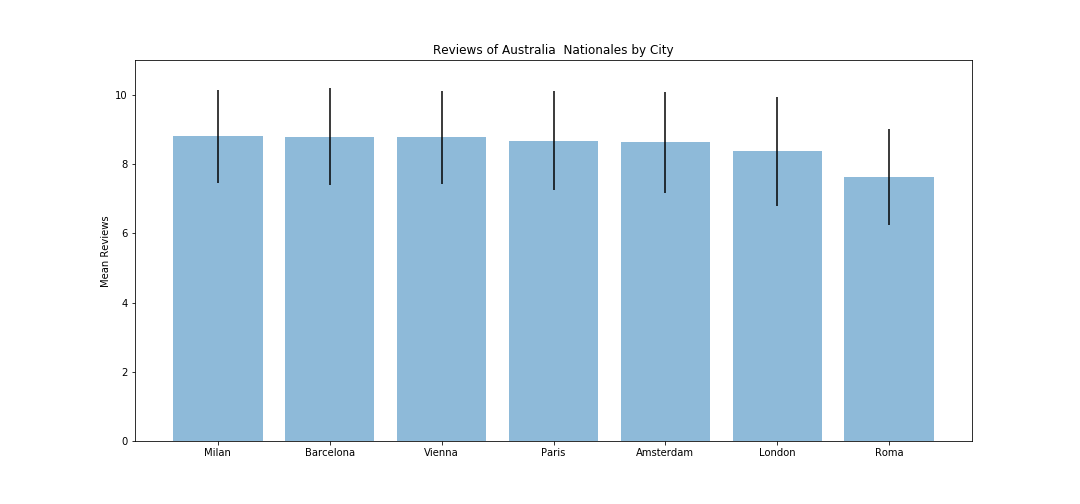 Reviews of Australia  Nationales by City
Mean Reviews
10
8
6
4
2
0
Milan Barcelona Vienna Paris Amsterdam London Roma